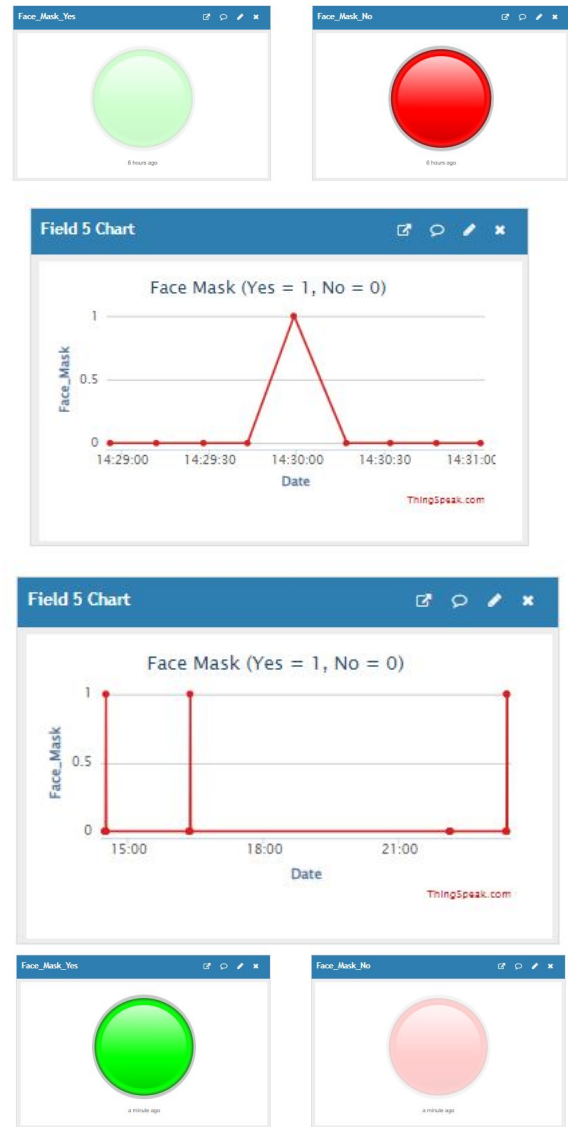 Face_Mask_Yes
Face_Mask_No
6 hours ago
6 hours ago
Field 5 Chart
Face Mask (Yes = 1, No = 0)
1
0.5
0
Face_Mask
14:29:00 14:29:30 14:30:00 14:30:30 14:31:00
Date
ThingSpeak.com
Field 5 Chart
Face Mask (Yes = 1, No = 0)
1
0.5
0
Face_Mask
15:00 18:00 21:00
Date
ThingSpeak.com
Face_Mask_Yes
Face_Mask_No
a minute ago
a minute ago